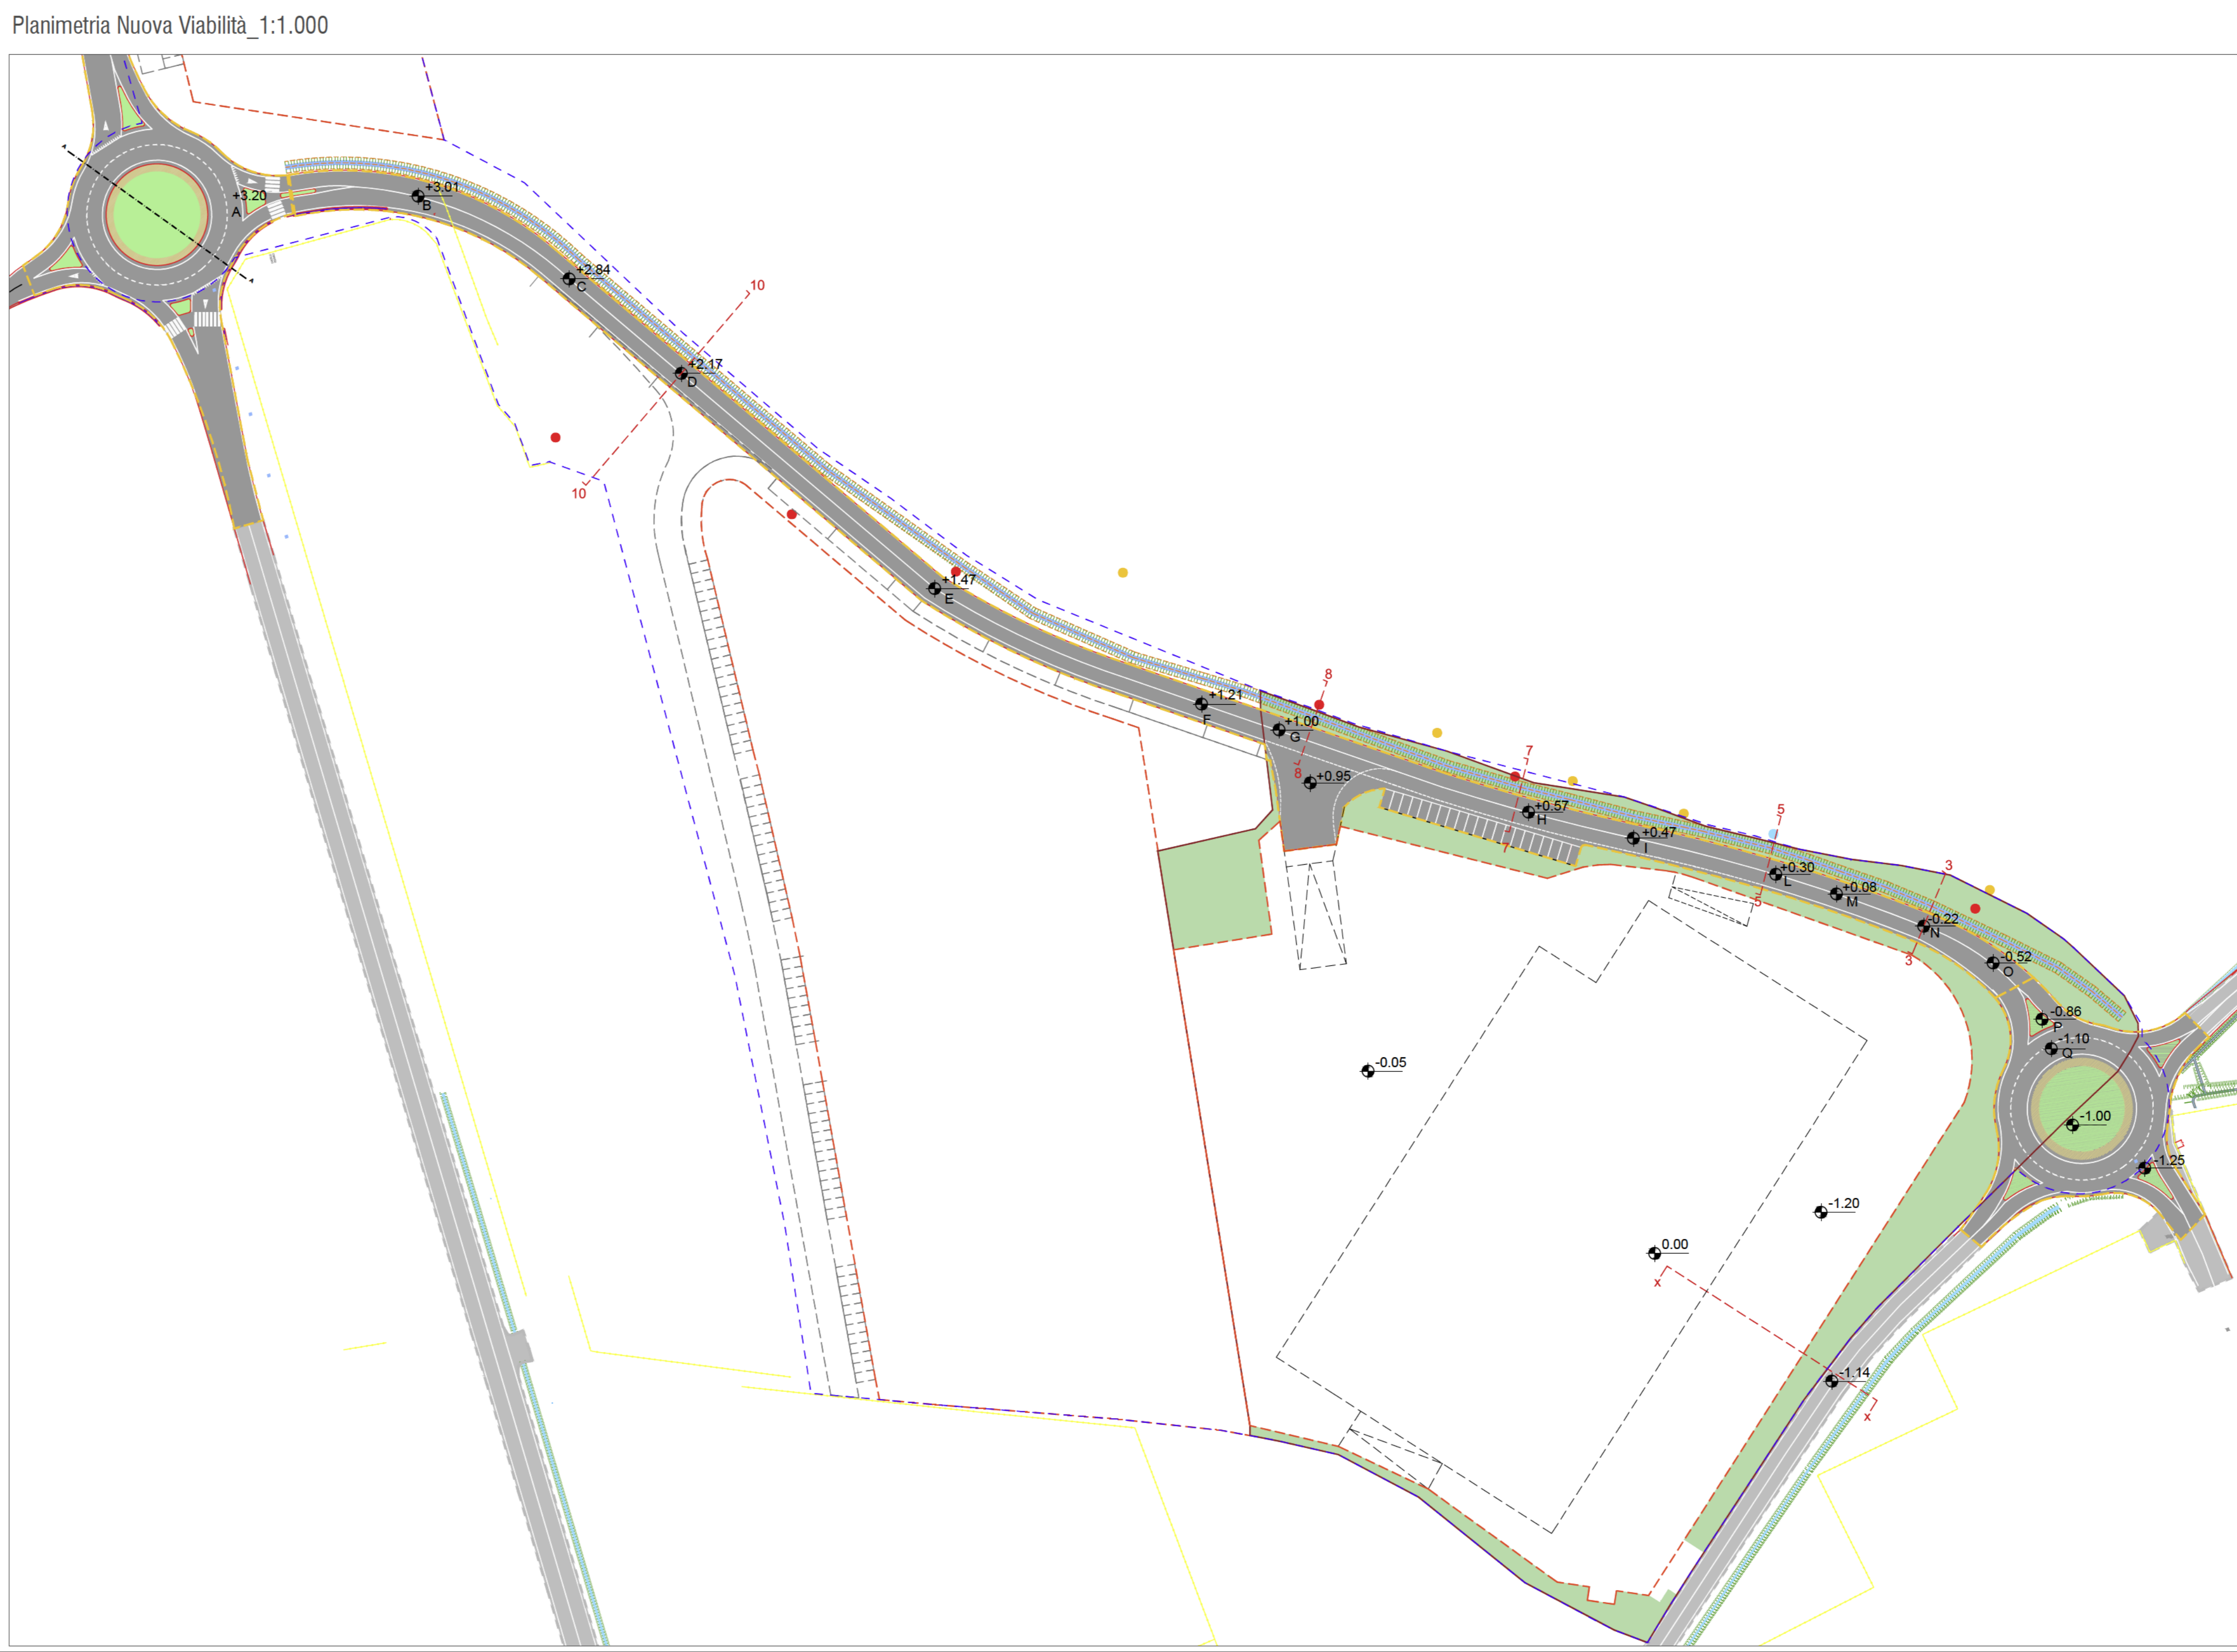 Planimetria Nuova Viabilità_1:1.000
+3.20
A
+3.01
B
+2.84
C
10
+2.17
D
10
+1.47
E
8
+1.21
F
+1.00
G
8
+0.95
7
+0.57
H
7
+0.47
I
5
+0.30
L
5
+0.08
M
3
-0.22
N
3
-0.52
O
-0.86
P
-1.10
Q
-1.00
-1.25
-0.05
-1.20
0.00
x
-1.14
x